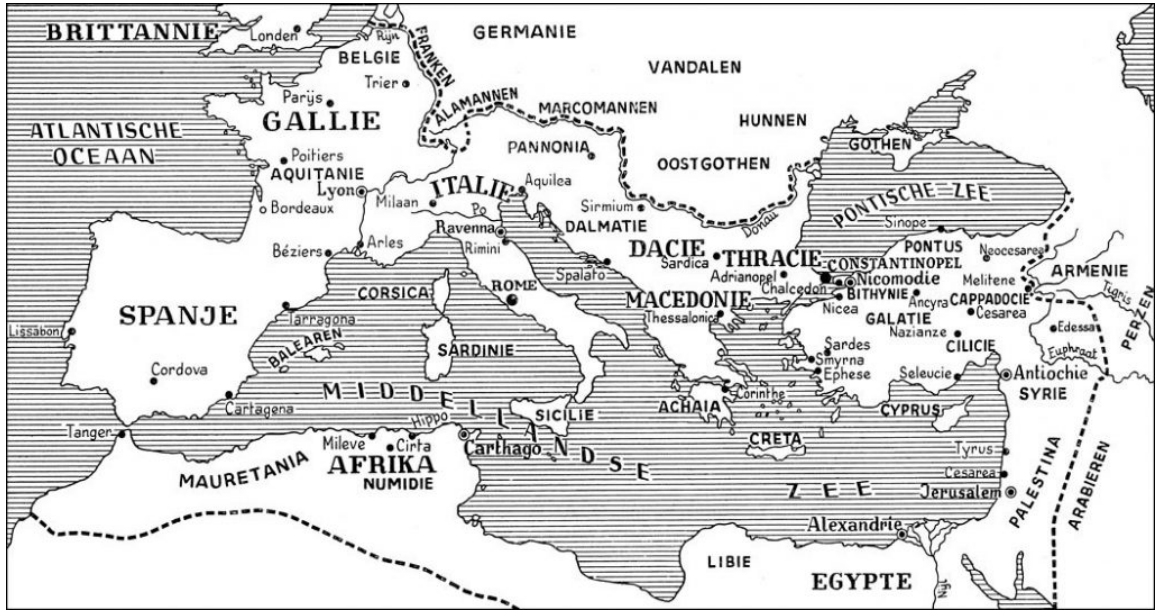 BRITTANNIE
Londen
Rijn
BELGIE
FRANKEN
GERMANIE
VANDALEN
Trier
Parijs
GALLIE
ALAMANNEN
MARCOMANNEN
HUNNEN
GOTHEN
ATLANTISCHE
OCEAAN
Poitiers
AQUITANIE
Lyon
Bordeaux
PANNONIA
OOSTGOTHEN
ITALIE
Aquilea
Milaan
Po
Sirmium
Donau
PONTISCHE ZEE
Sinope
Ravenna
Rimini
DALMATIE
Béziers
Arles
DACIE
Sardica
THRACIE
Adrianopel
CONSTANTINOPEL
Chalcedon
Nicomodie
PONTUS
Neocesarea
Melitene
ARMENIE
Tygris
PERZEN
Spalato
CORSICA
ROME
MACEDONIE
Thessalonica
Nicea
BITHYNIE
Ancyra
CAPPADOCIE
Cesarea
GALATIE
Nazianze
Edessa
Euphraat
SPANJE
Lissabon
Tarragona
BALEAREN
SARDINIE
Sardes
Smyrna
Ephese
CILICIE
Seleucie
Antiochie
SYRIE
Cordova
Cartagena
MIDDELLANDSE ZEE
SICILIE
ACHAIA
Corinthe
CYPRUS
CRETA
Tanger
Hippo
Mileve
Cirta
Carthago
MAURETANIA
AFRIKA
NUMIDIE
Tyrus
Cesarea
Jerusalem
PALESTINA
ARABIEREN
Alexandrie
LIBIE
EGYPTE
Nijl